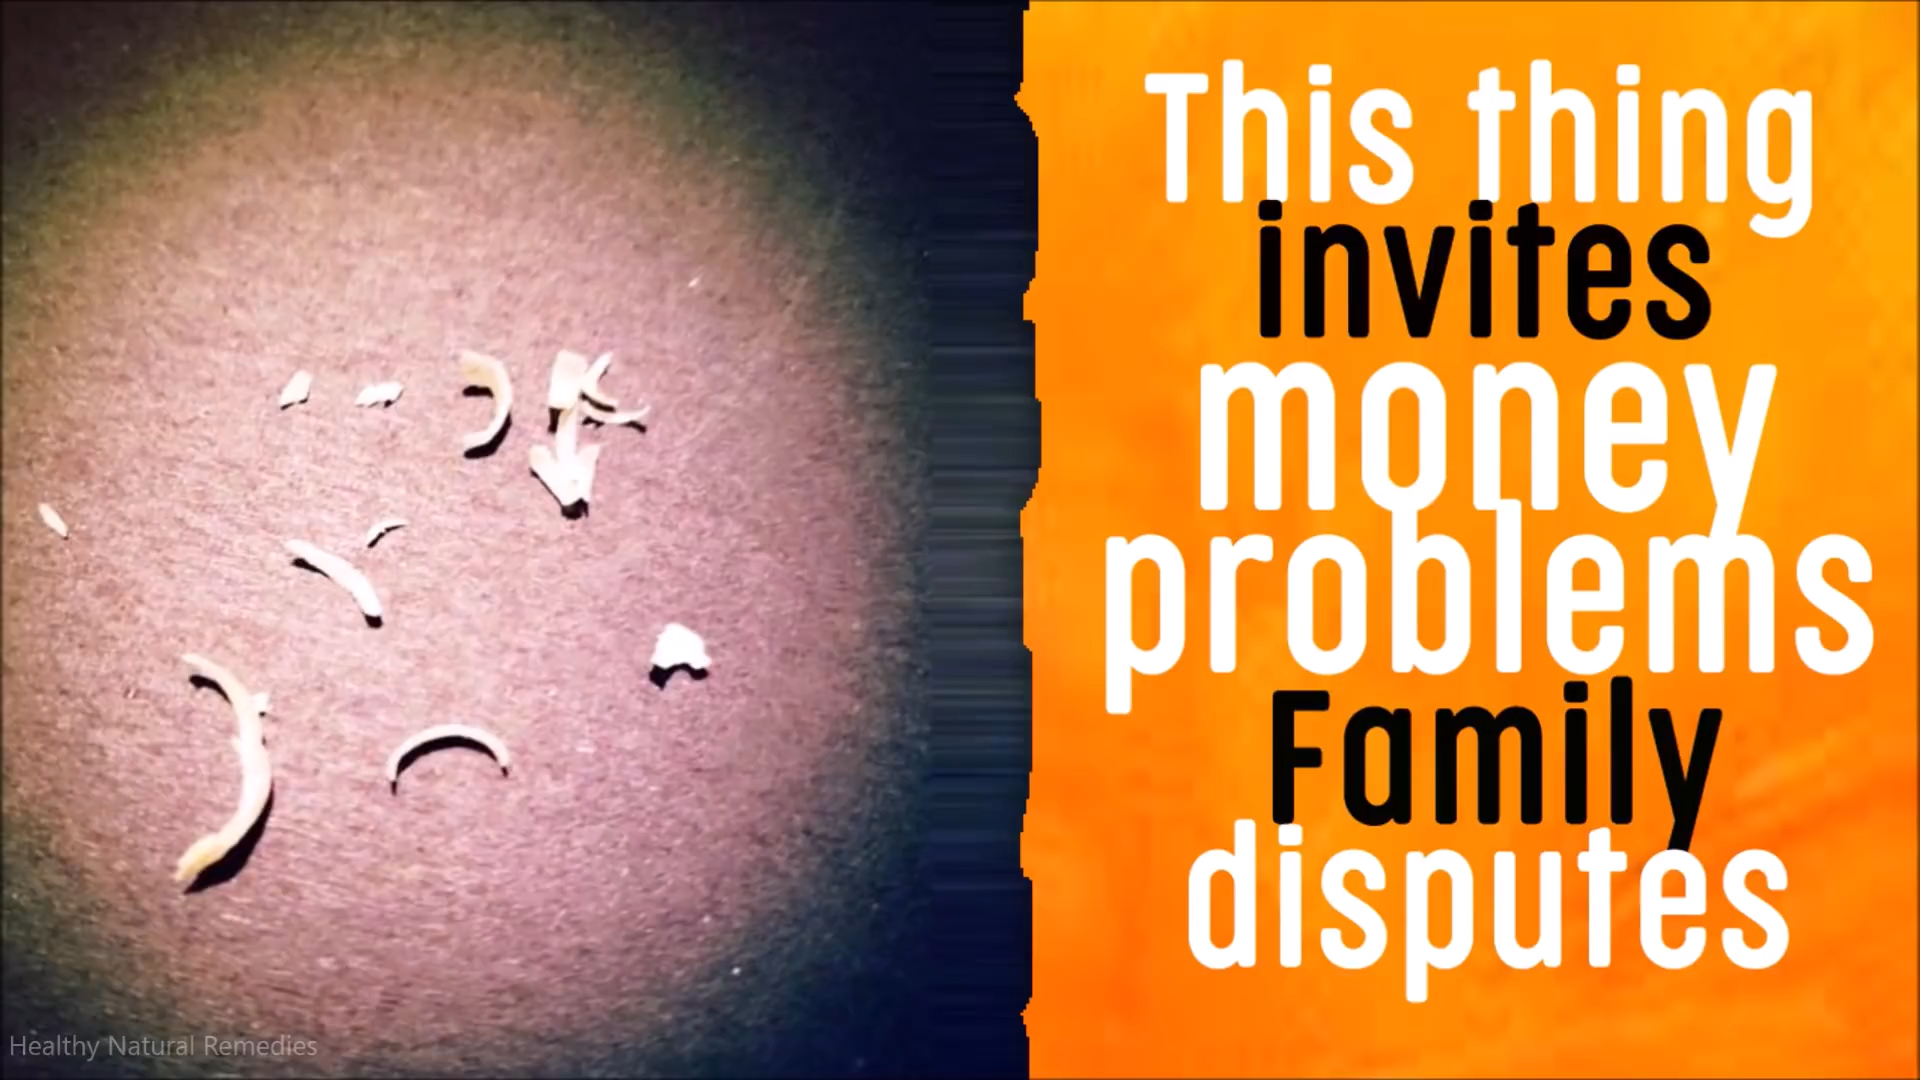 This thing
invites
money
problems
Family
disputes
Healthy Natural Remedies